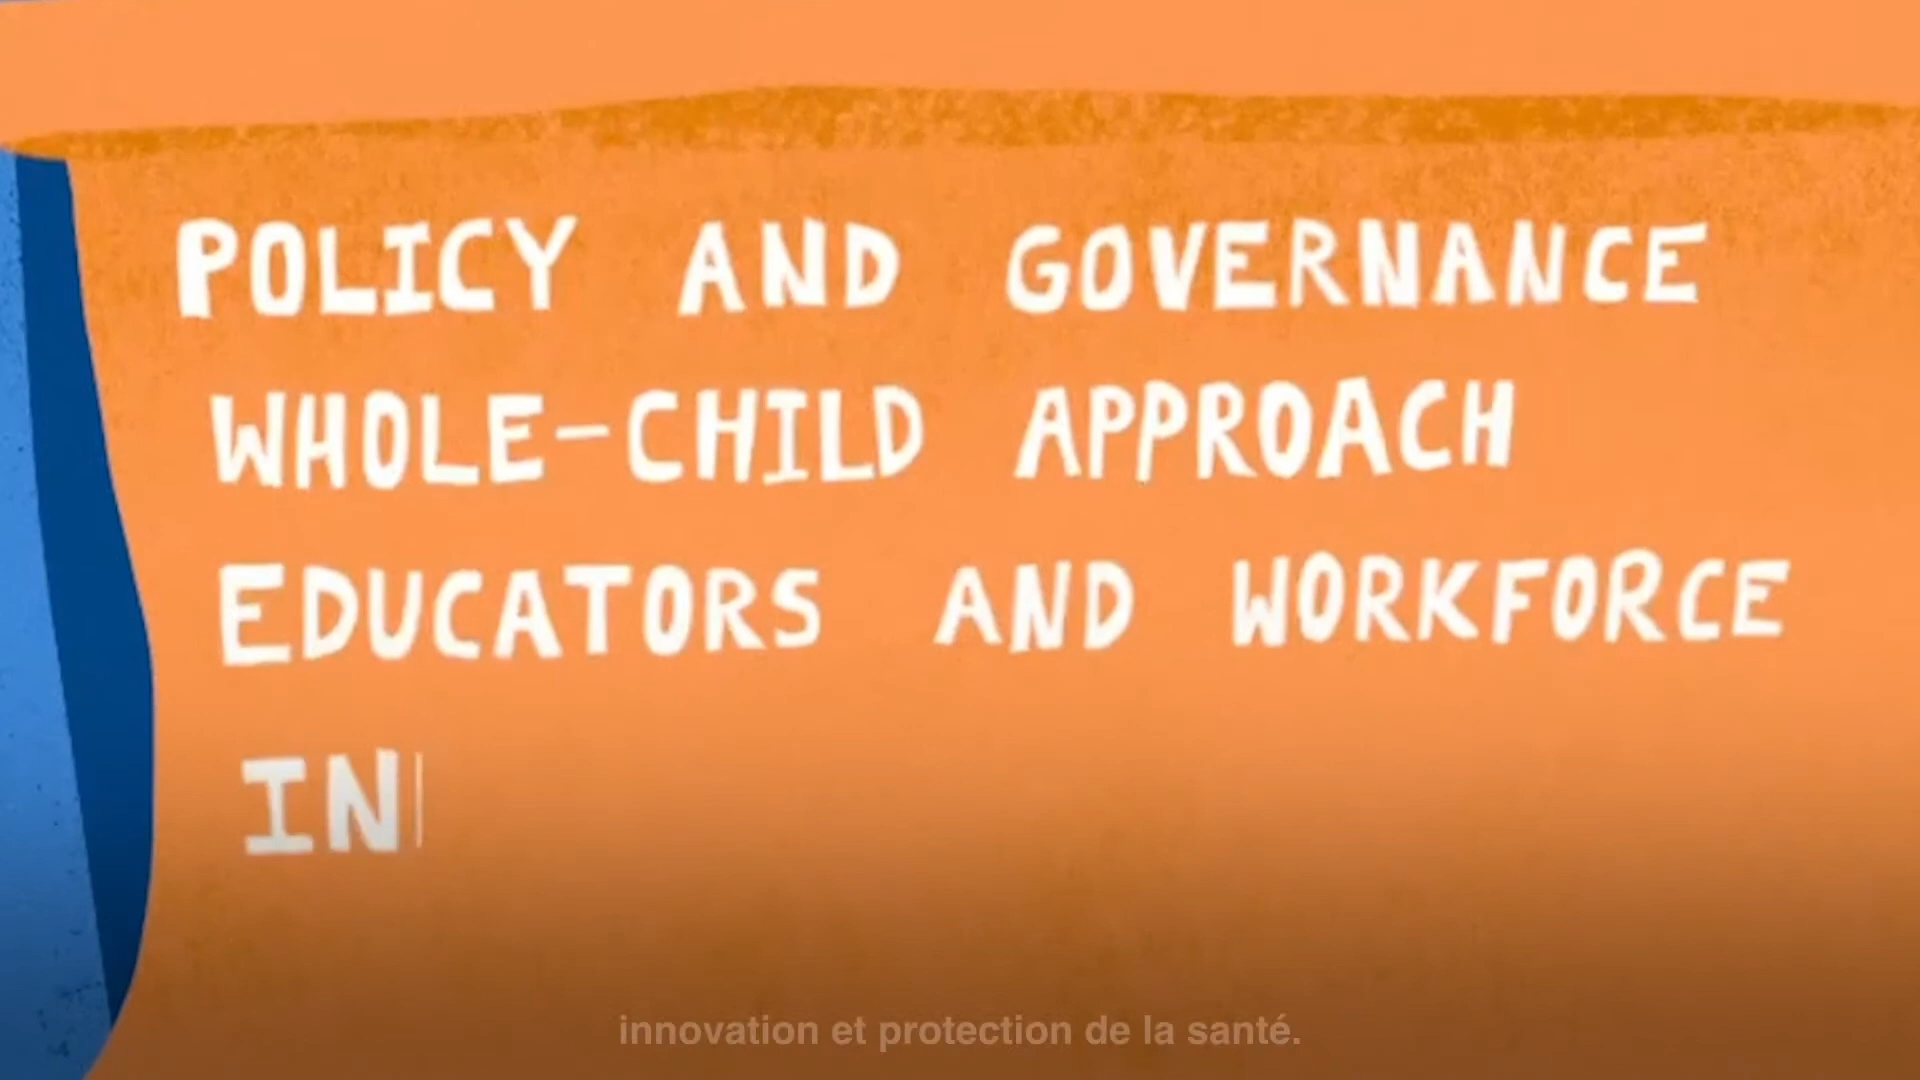 POLICY AND GOVERNANCE
WHOLE-CHILD APPROACH
EDUCATORS AND WORKFORCE
IN
innovation et protection de la santé.